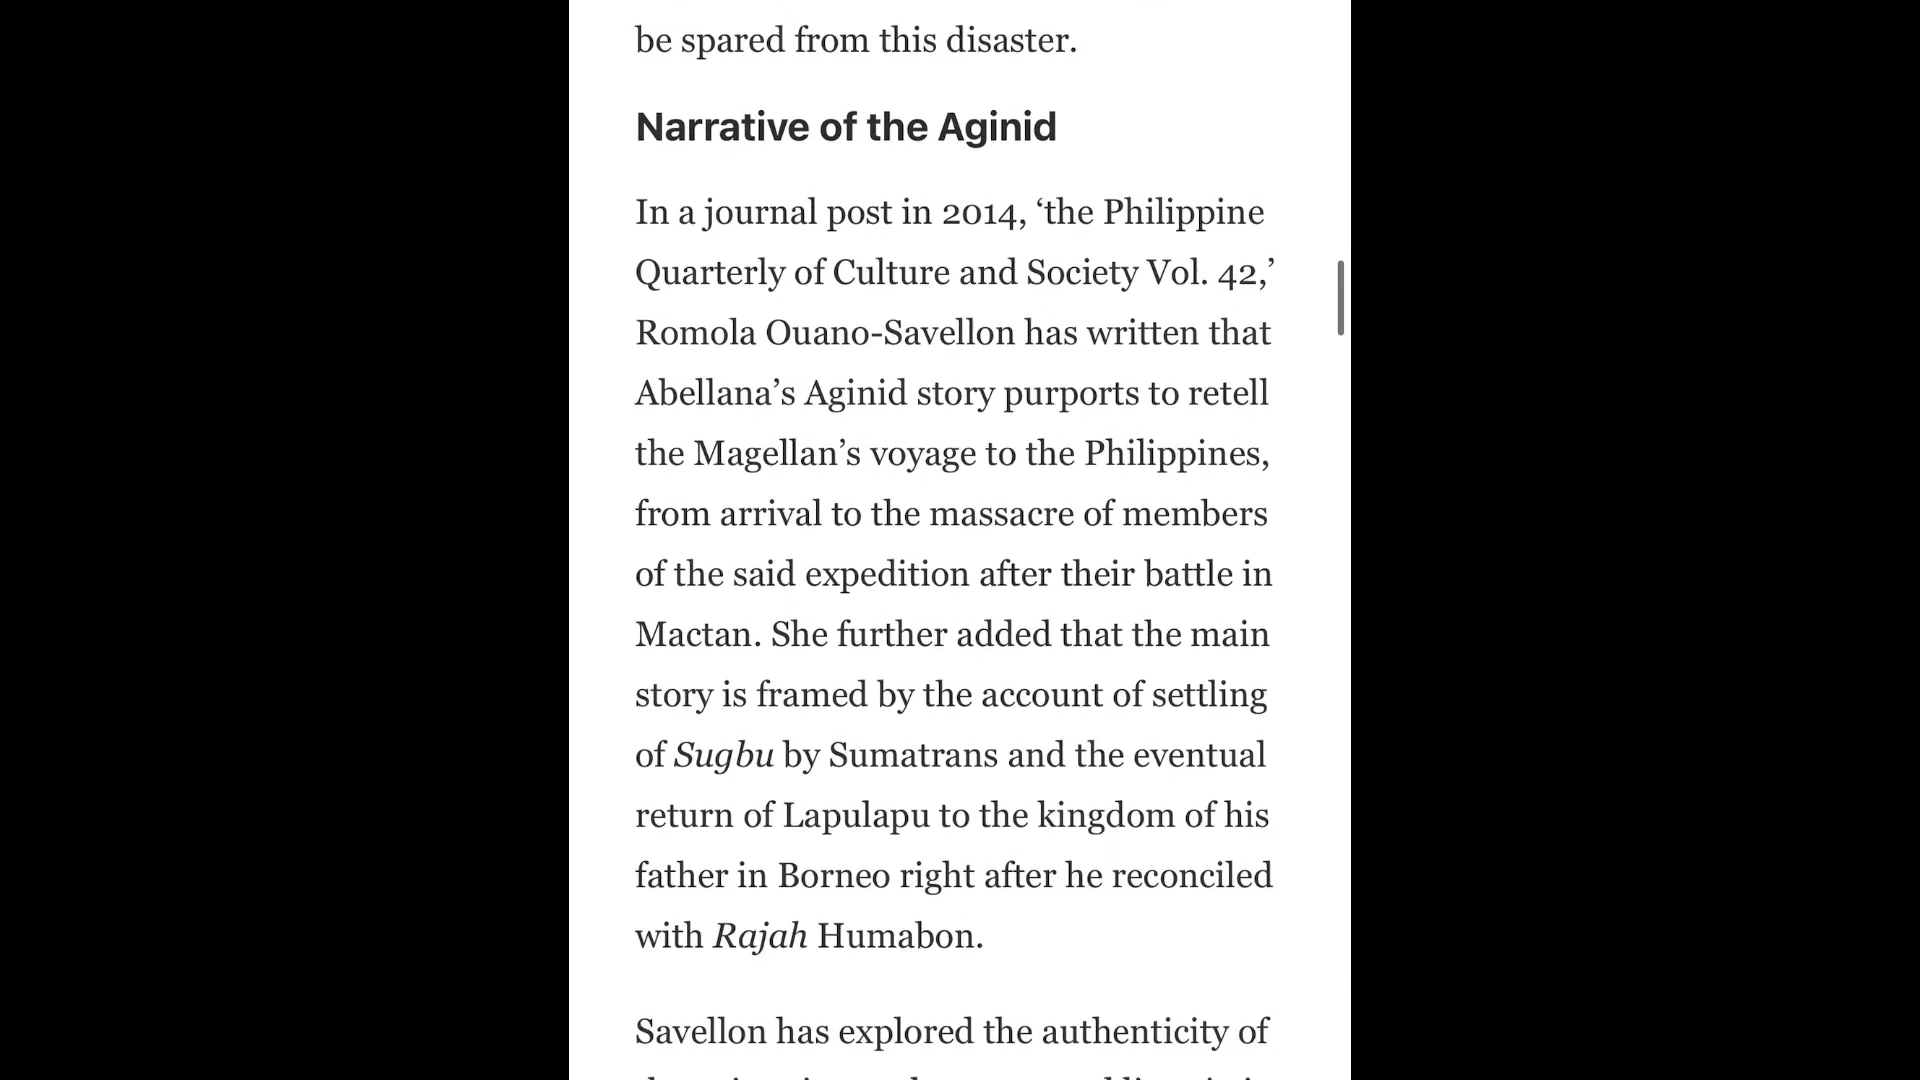 be spared from this disaster.
Narrative of the Aginid
In a journal post in 2014, ‘the Philippine
Quarterly of Culture and Society Vol. 42,’
Romola Ouano-Savellon has written that
Abellana’s Aginid story purports to retell
the Magellan’s voyage to the Philippines,
from arrival to the massacre of members
of the said expedition after their battle in
Mactan. She further added that the main
story is framed by the account of settling
of Sugbu by Sumatrans and the eventual
return of Lapulapu to the kingdom of his
father in Borneo right after he reconciled
with Rajah Humabon.
Savellon has explored the authenticity of